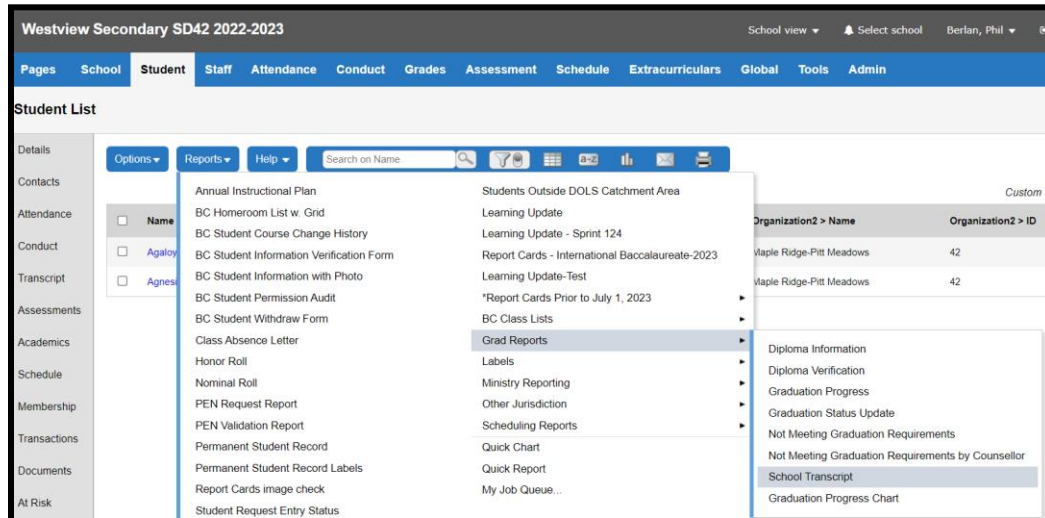 Westview Secondary SD42 2022-2023
School view
Select school
Berlan, Phil
Pages School Student Staff Attendance Conduct Grades Assessment Schedule Extracurriculars Global Tools Admin
Student List
Details
Contacts
Attendance
Conduct
Transcript
Assessments
Academics
Schedule
Membership
Transactions
Documents
At Risk
Options Reports Help Search on Name a-z
Custom
Name
Organization2 > Name
Organization2 > ID
Agaloy
Maple Ridge-Pitt Meadows
42
Agnesi
Maple Ridge-Pitt Meadows
42
Annual Instructional Plan
BC Homeroom List w. Grid
BC Student Course Change History
BC Student Information Verification Form
BC Student Information with Photo
BC Student Permission Audit
BC Student Withdraw Form
Class Absence Letter
Honor Roll
Nominal Roll
PEN Request Report
PEN Validation Report
Permanent Student Record
Permanent Student Record Labels
Report Cards image check
Student Request Entry Status
Students Outside DOLS Catchment Area
Learning Update
Learning Update - Sprint 124
Report Cards - International Baccalaureate-2023
Learning Update-Test
*Report Cards Prior to July 1, 2023
BC Class Lists
Grad Reports
Labels
Ministry Reporting
Other Jurisdiction
Scheduling Reports
Quick Chart
Quick Report
My Job Queue...
Diploma Information
Diploma Verification
Graduation Progress
Graduation Status Update
Not Meeting Graduation Requirements
Not Meeting Graduation Requirements by Counsellor
School Transcript
Graduation Progress Chart